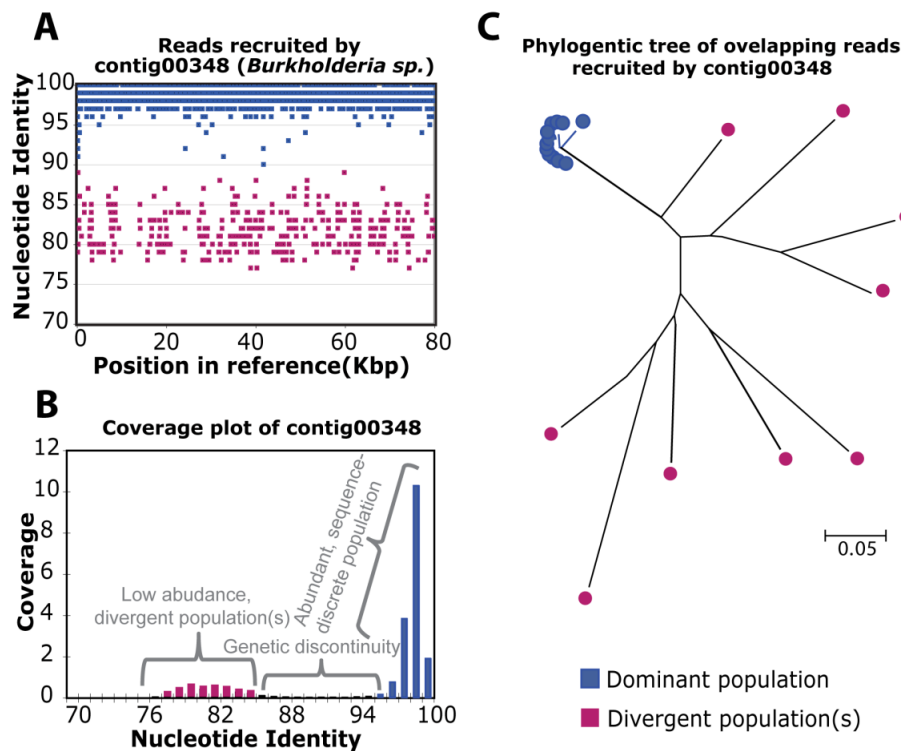 A
Reads recruited by
contig00348 (Burkholderia sp.)
Nucleotide Identity
100
95
90
85
80
75
70
0 20 40 60 80
Position in reference(Kbp)
B
Coverage plot of contig00348
Coverage
12
10
8
6
4
2
0
Low abudance,
divergent population(s)
Genetic discontinuity
Abundant, sequence-
discrete population
70 76 82 88 94 100
Nucleotide Identity
C
Phylogentic tree of ovelapping reads
recruited by contig00348
0.05
Dominant population
Divergent population(s)